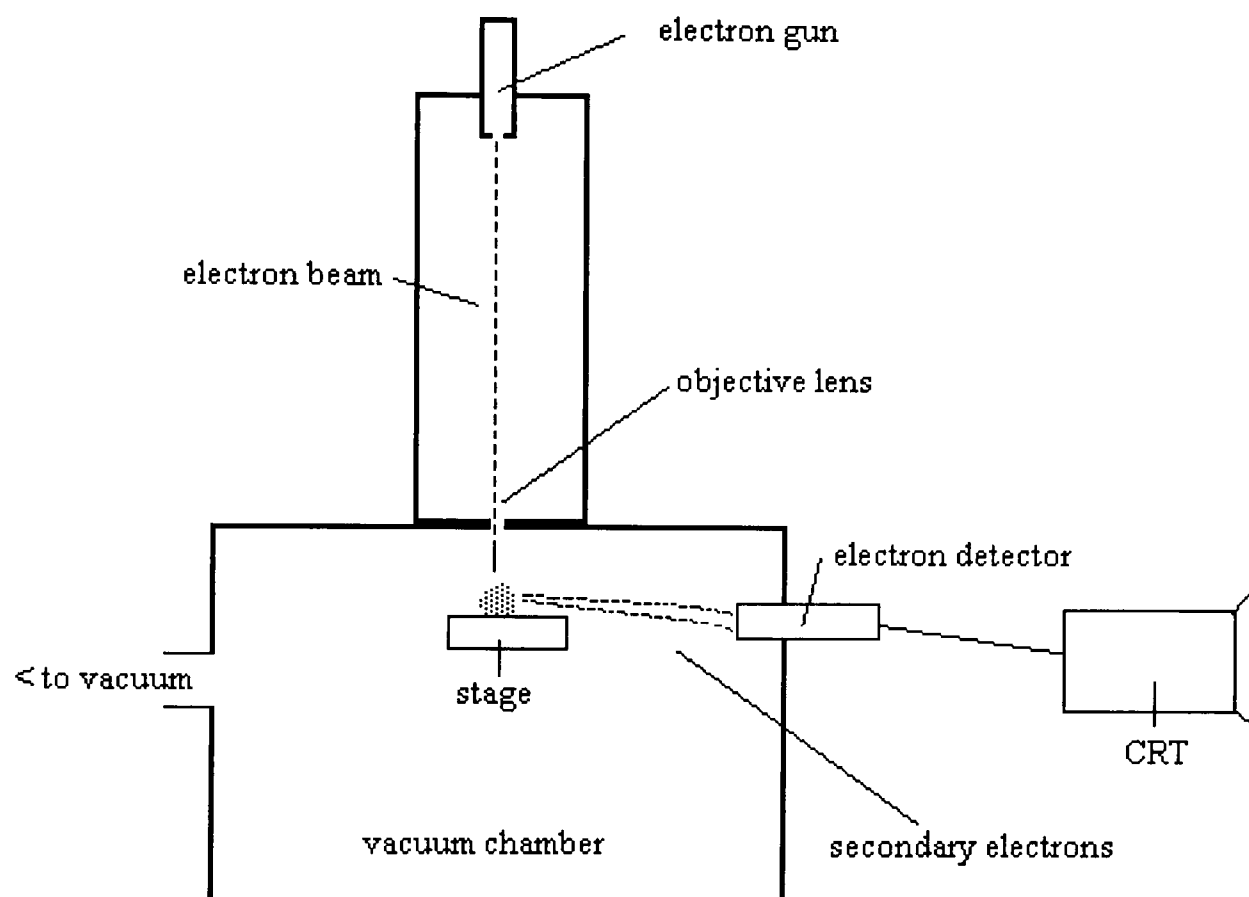 electron gun
electron beam
objective lens
electron detector
< to vacuum
stage
CRT
vacuum chamber
secondary electrons